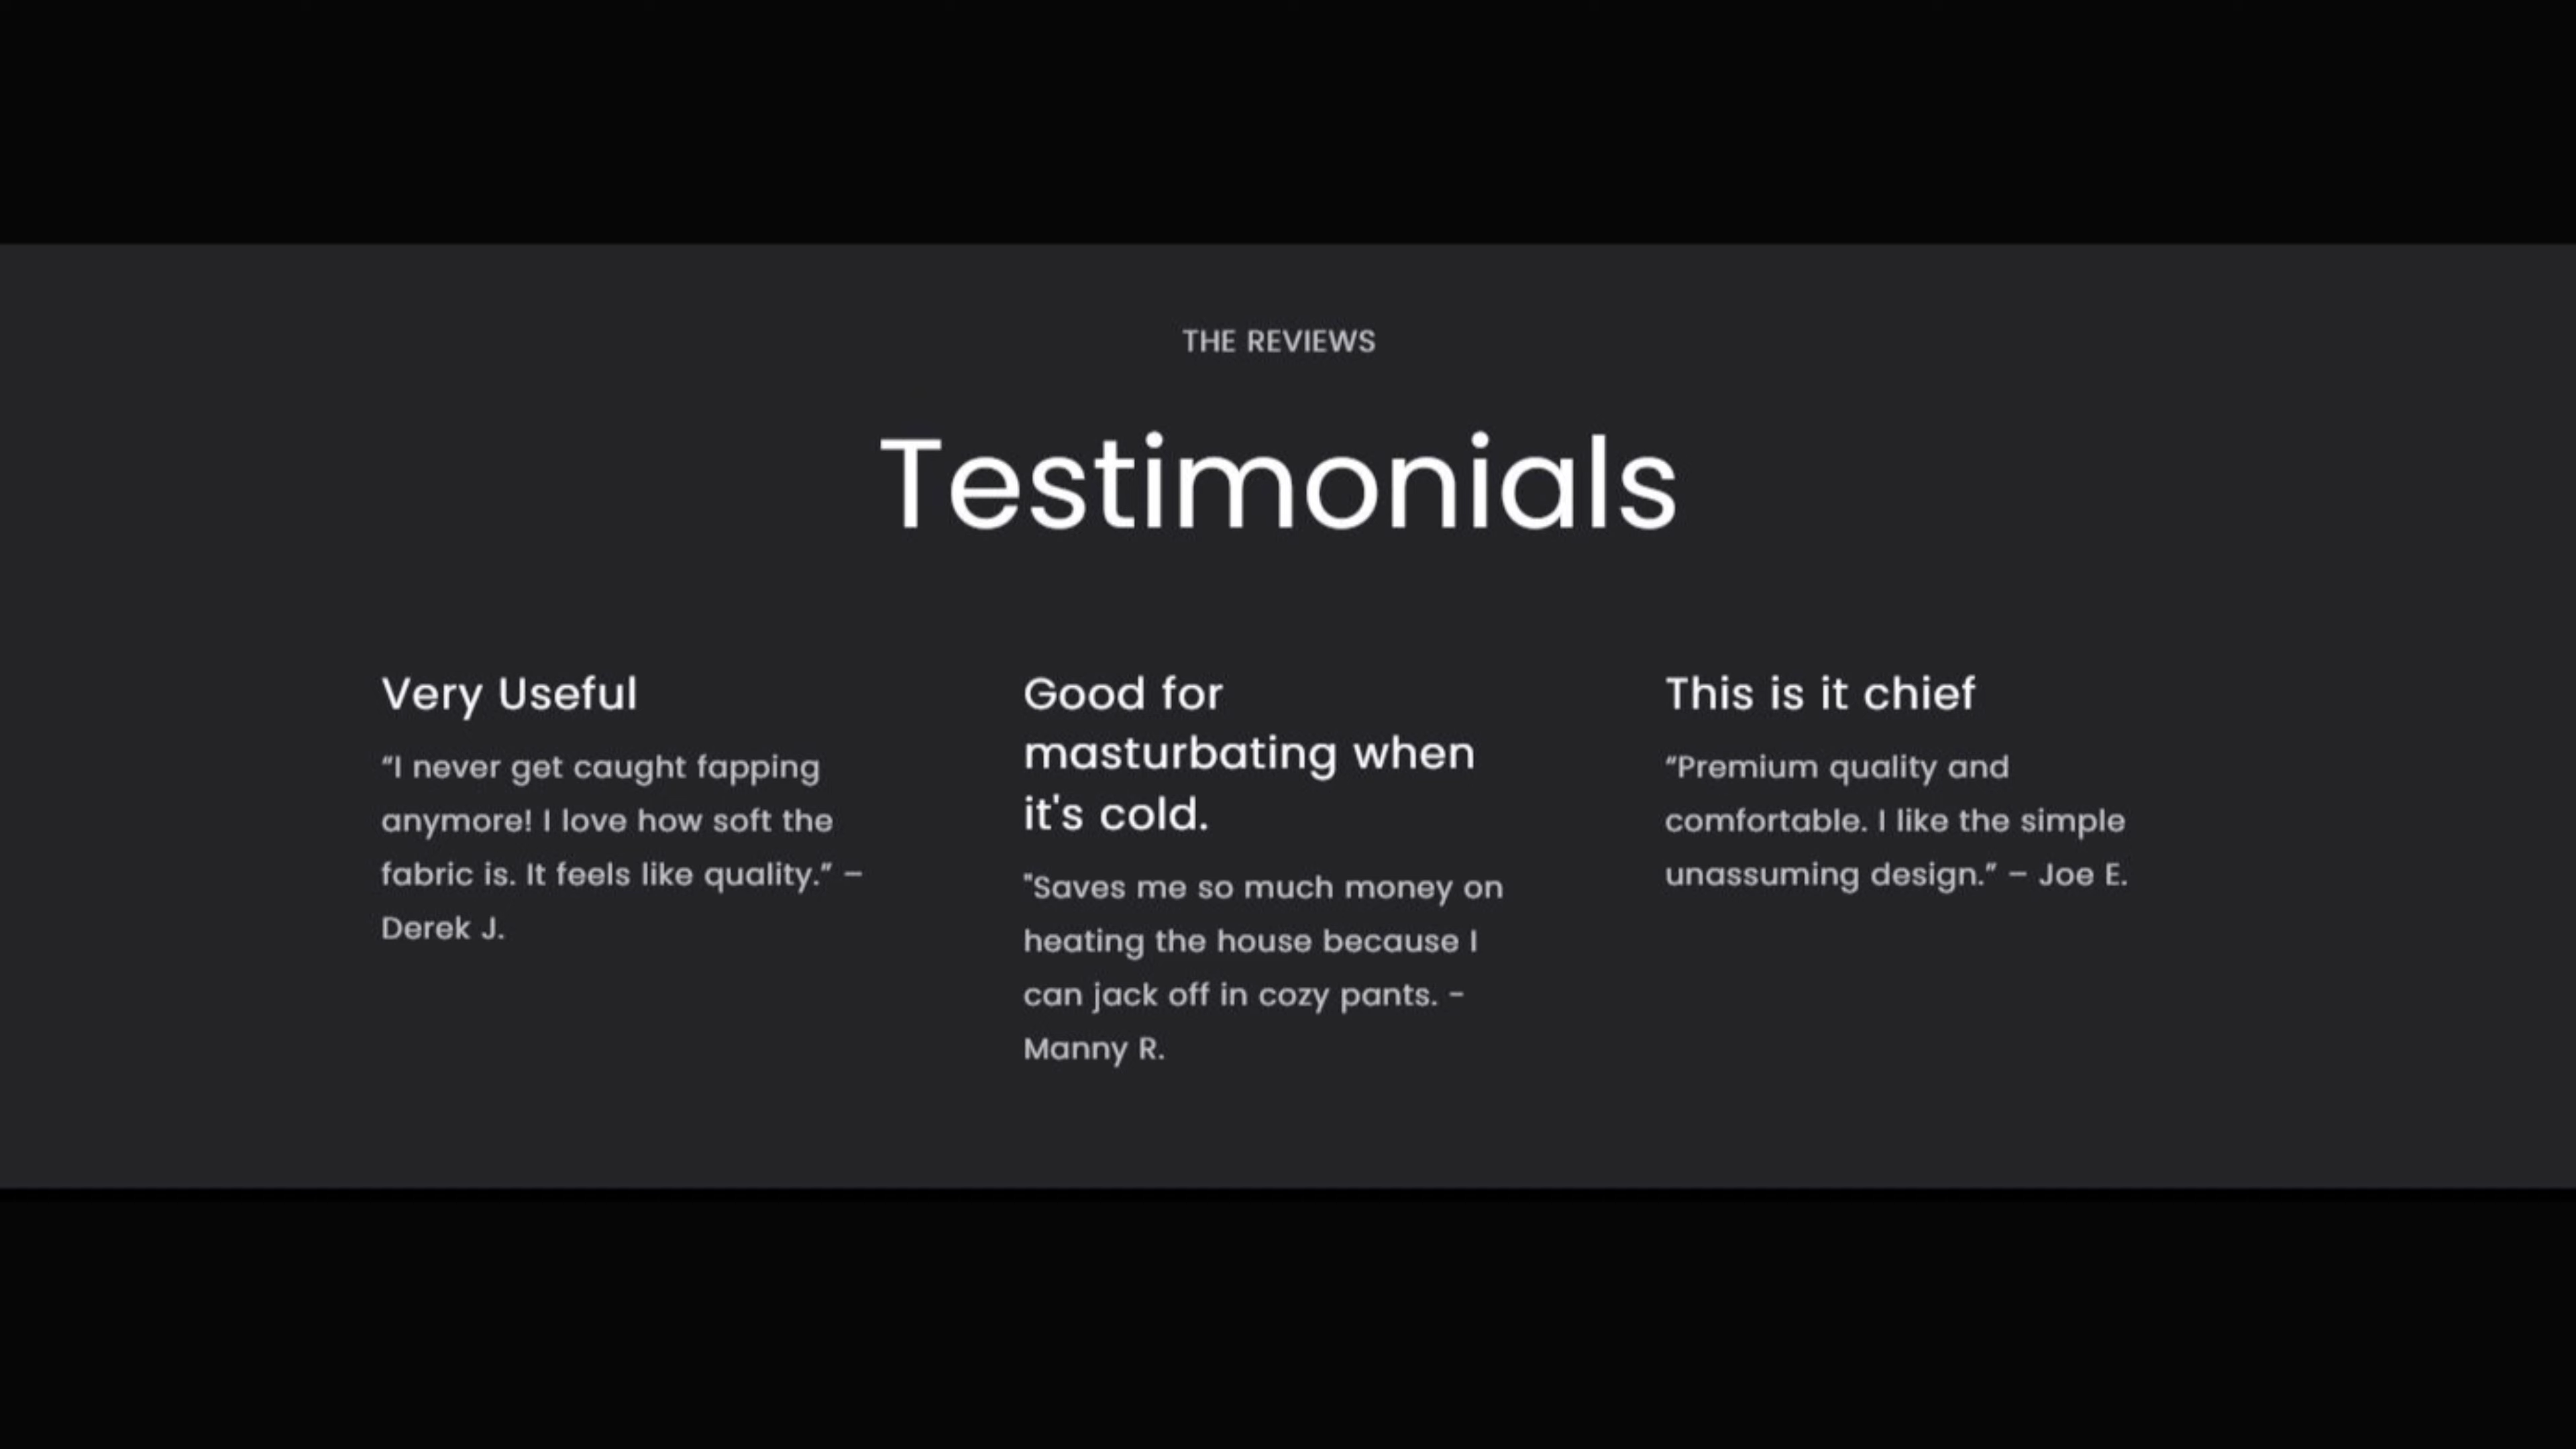 THE REVIEWS
Testimonials
Very Useful
“I never get caught fapping
anymore! I love how soft the
fabric is. It feels like quality.” –
Derek J.
Good for
masturbating when
it's cold.
"Saves me so much money on
heating the house because I
can jack off in cozy pants. -
Manny R.
This is it chief
“Premium quality and
comfortable. I like the simple
unassuming design.” – Joe E.